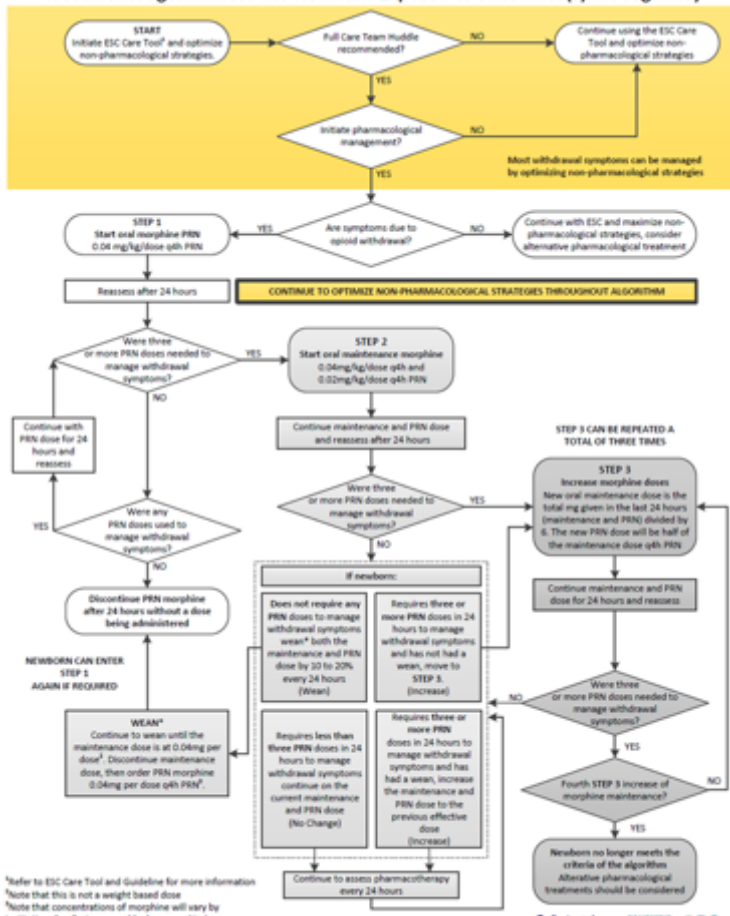 START
Initiate ESC Care Tool¹ and optimize
non-pharmacological strategies.
Full Care Team Huddle
recommended?
NO
Continue using the ESC Care
Tool and optimize non-
pharmacological strategies
YES
Initiate pharmacological
management?
NO
Most withdrawal symptoms can be managed
by optimizing non-pharmacological strategies
YES
STEP 1
Start oral morphine PRN
0.04 mg/kg/dose q4h PRN
YES
Are symptoms due to
opioid withdrawal?
NO
Continue with ESC and maximize non-
pharmacological strategies, consider
alternative pharmacological treatment
Reassess after 24 hours
CONTINUE TO OPTIMIZE NON-PHARMACOLOGICAL STRATEGIES THROUGHOUT ALGORITHM
Were three
or more PRN doses needed to
manage withdrawal
symptoms?
YES
STEP 2
Start oral maintenance morphine
0.04mg/kg/dose q4h and
0.02mg/kg/dose q4h PRN
NO
Continue with
PRN dose for 24
hours and
reassess
Continue maintenance and PRN dose
and reassess after 24 hours
STEP 3 CAN BE REPEATED A
TOTAL OF THREE TIMES
Were three
or more PRN doses needed to
manage withdrawal
symptoms?
YES
STEP 3
Increase morphine doses
New oral maintenance dose is the
total mg given in the last 24 hours
(maintenance and PRN) divided by
6. The new PRN dose will be half of
the maintenance dose q4h PRN
YES
Were any
PRN doses used to
manage withdrawal
symptoms?
NO
NO
If newborn:
Continue maintenance and PRN
dose for 24 hours and reassess
Discontinue PRN morphine
after 24 hours without a dose
being administered
Does not require any
PRN doses to manage
withdrawal symptoms
wean* both the
maintenance and PRN
dose by 10 to 20%
every 24 hours
(Wean)
Requires three or
more PRN doses in 24
hours to manage
withdrawal symptoms
and has not had a
wean, move to
STEP 3.
(Increase)
NEWBORN CAN ENTER
STEP 1
AGAIN IF REQUIRED
Were three
or more PRN doses needed to
manage withdrawal
symptoms?
NO
YES
WEAN*
Continue to wean until the
maintenance dose is at 0.04mg per
dose². Discontinue maintenance
dose, then order PRN morphine
0.04mg per dose q4h PRN³.
Requires less than
three PRN doses in 24
hours to manage
withdrawal symptoms
continue on the
current maintenance
and PRN dose
(No Change)
Requires three or
more PRN
doses in 24 hours to
manage withdrawal
symptoms and has
had a wean, increase
the maintenance and
PRN dose to the
previous effective
dose
(Increase)
Fourth STEP 3 increase of
morphine maintenance?
NO
YES
Newborn no longer meets the
criteria of the algorithm
Alterative pharmacological
treatments should be considered
Continue to assess pharmacotherapy
every 24 hours
¹Refer to ESC Care Tool and Guideline for more information
²Note that this is not a weight based dose
³Note that concentrations of morphine will vary by